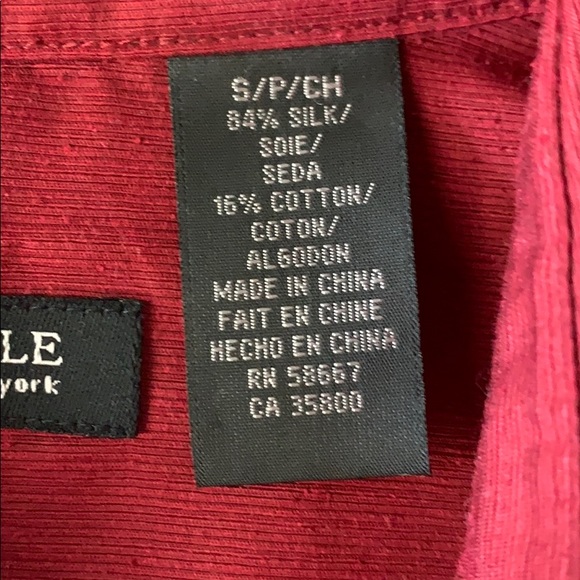 S/P/CH
84% SILK/
SOIE/
SEDA
16% COTTON/
COTON/
ALGODON
MADE IN CHINA
FAIT EN CHINE
HECHO EN CHINA
RN 58667
CA 35800
LE
york